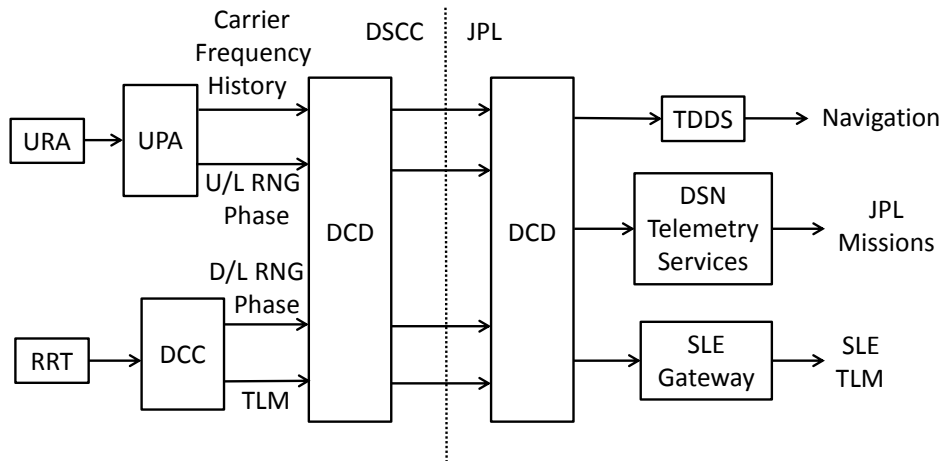 Carrier
Frequency
History
DSCC
JPL
URA
UPA
U/L RNG
Phase
DCD
DCD
TDDS
Navigation
DSN
Telemetry
Services
JPL
Missions
D/L RNG
Phase
RRT
DCC
TLM
SLE
Gateway
SLE
TLM